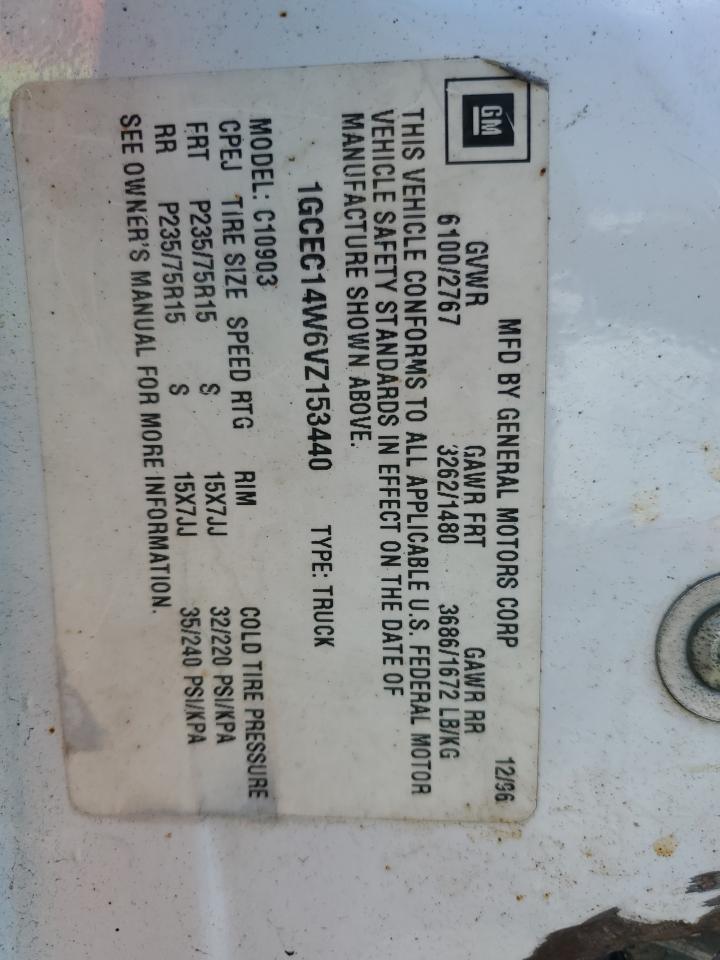 GM
MFD BY GENERAL MOTORS CORP 12/96
GVWR GAWR FRT GAWR RR
6100/2767 3262/1480 3686/1672 LB/KG
THIS VEHICLE CONFORMS TO ALL APPLICABLE U.S. FEDERAL MOTOR
VEHICLE SAFETY STANDARDS IN EFFECT ON THE DATE OF
MANUFACTURE SHOWN ABOVE.
1GCEC14W6VZ153440 TYPE: TRUCK
MODEL: C10903
CPEJ TIRE SIZE SPEED RTG RIM COLD TIRE PRESSURE
FRT P235/75R15 S 15X7JJ 32/220 PSI/KPA
RR P235/75R15 S 15X7JJ 35/240 PSI/KPA
SEE OWNER'S MANUAL FOR MORE INFORMATION.